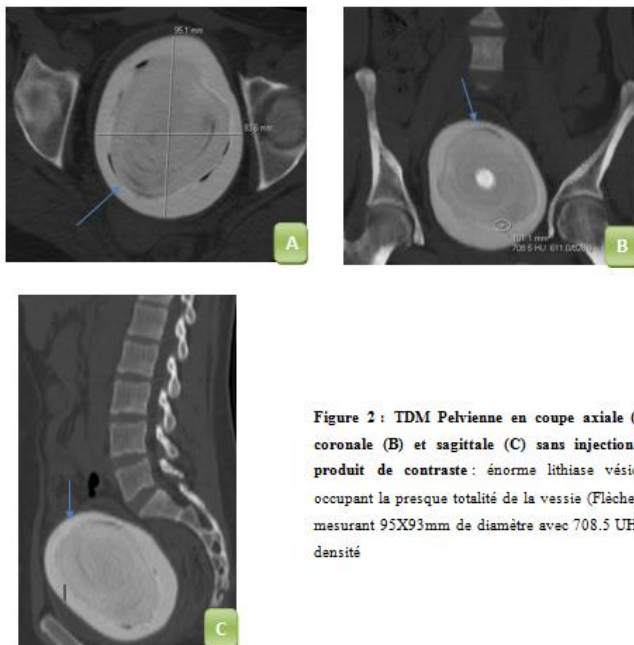 95.1 mm
93.6 mm
A
101.1 mm
708.5 HU
B
C
Figure 2 : TDM Pelvienne en coupe axiale (
coronale (B) et sagittale (C) sans injection
produit de contraste : énorme lithiase vési
occupant la presque totalité de la vessie (Flèche
mesurant 95X93mm de diamètre avec 708.5 UH
densité